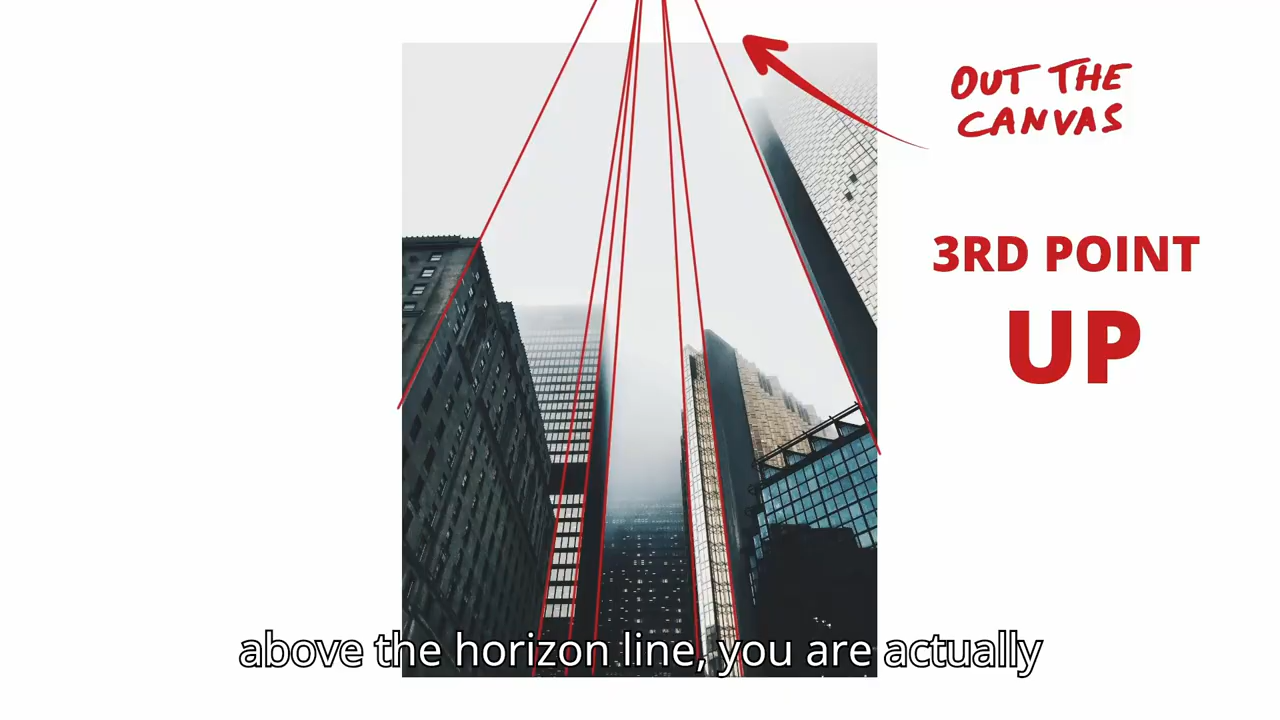 OUT THE
CANVAS
3RD POINT
UP
above the horizon line, you are actually